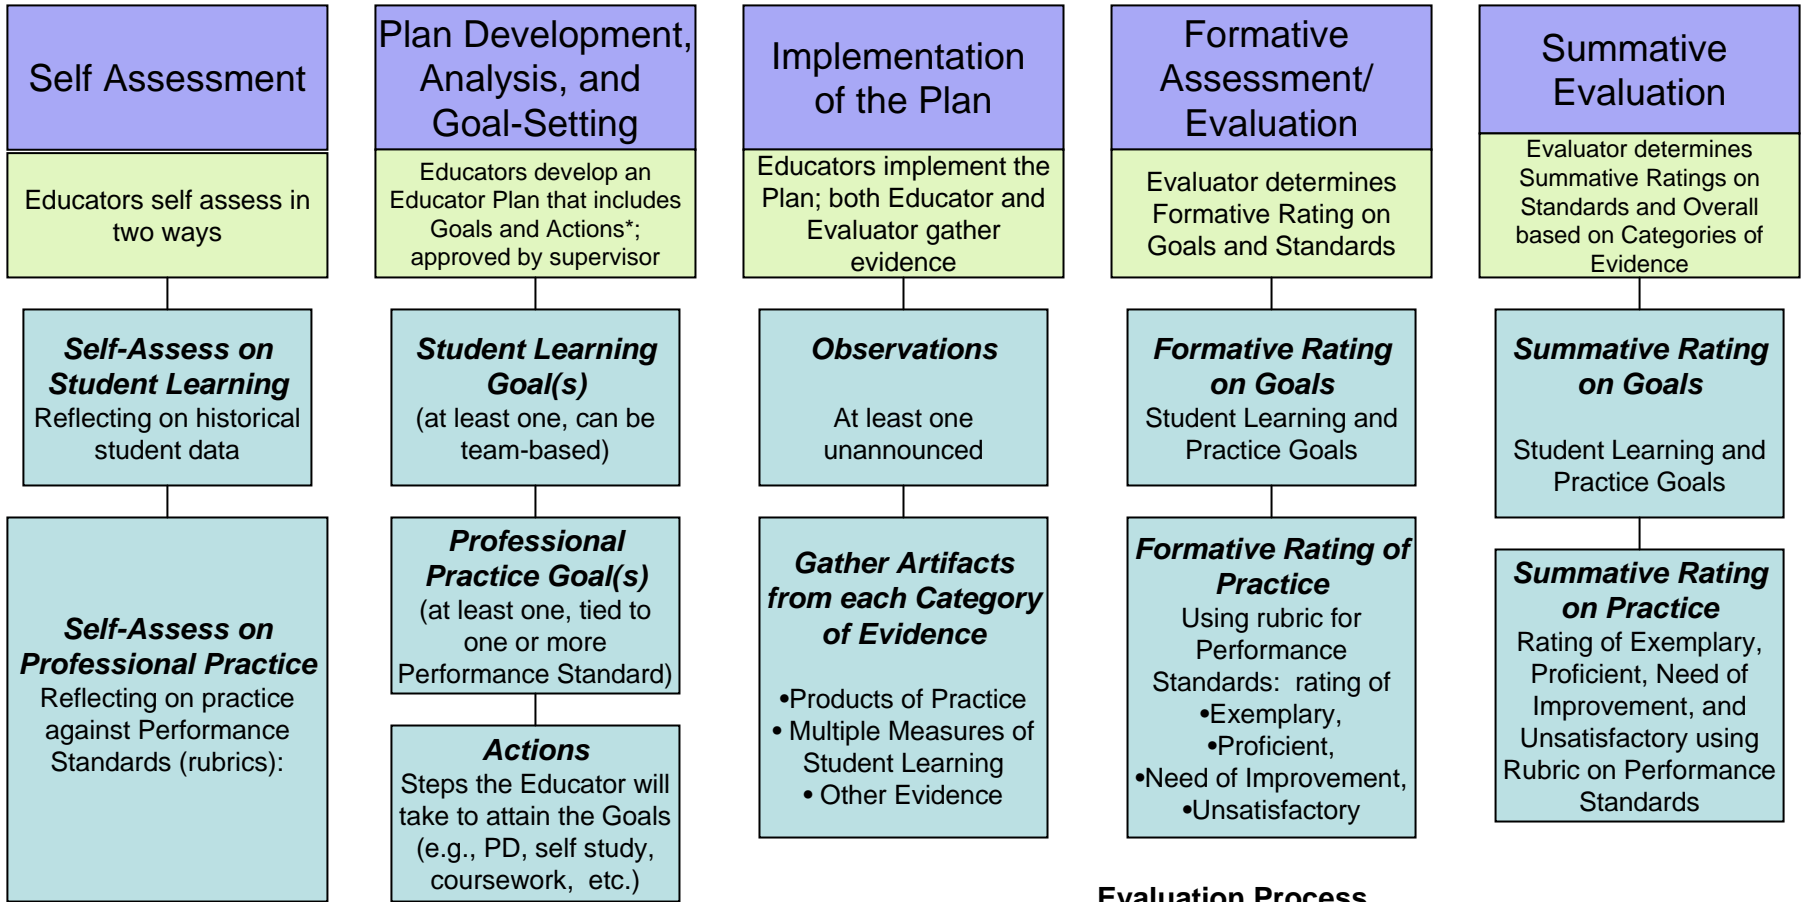 Self Assessment
Educators self assess in
two ways
Self-Assess on
Student Learning
Reflecting on historical
student data
Self-Assess on
Professional Practice
Reflecting on practice
against Performance
Standards (rubrics):
Plan Development,
Analysis, and
Goal-Setting
Educators develop an
Educator Plan that includes
Goals and Actions*;
approved by supervisor
Student Learning
Goal(s)
(at least one, can be
team-based)
Professional
Practice Goal(s)
(at least one, tied to
one or more
Performance Standard)
Actions
Steps the Educator will
take to attain the Goals
(e.g., PD, self study,
coursework, etc.)
Implementation
of the Plan
Educators implement the
Plan; both Educator and
Evaluator gather
evidence
Observations
At least one
unannounced
Gather Artifacts
from each Category
of Evidence
•Products of Practice
• Multiple Measures of
Student Learning
• Other Evidence
Formative
Assessment/
Evaluation
Evaluator determines
Formative Rating on
Goals and Standards
Formative Rating
on Goals
Student Learning and
Practice Goals
Formative Rating of
Practice
Using rubric for
Performance
Standards: rating of
•Exemplary,
•Proficient,
•Need of Improvement,
•Unsatisfactory
Summative
Evaluation
Evaluator determines
Summative Ratings on
Standards and Overall
based on Categories of
Evidence
Summative Rating
on Goals
Student Learning and
Practice Goals
Summative Rating
on Practice
Rating of Exemplary,
Proficient, Need of
Improvement, and
Unsatisfactory using
Rubric on Performance
Standards
Evaluation Process